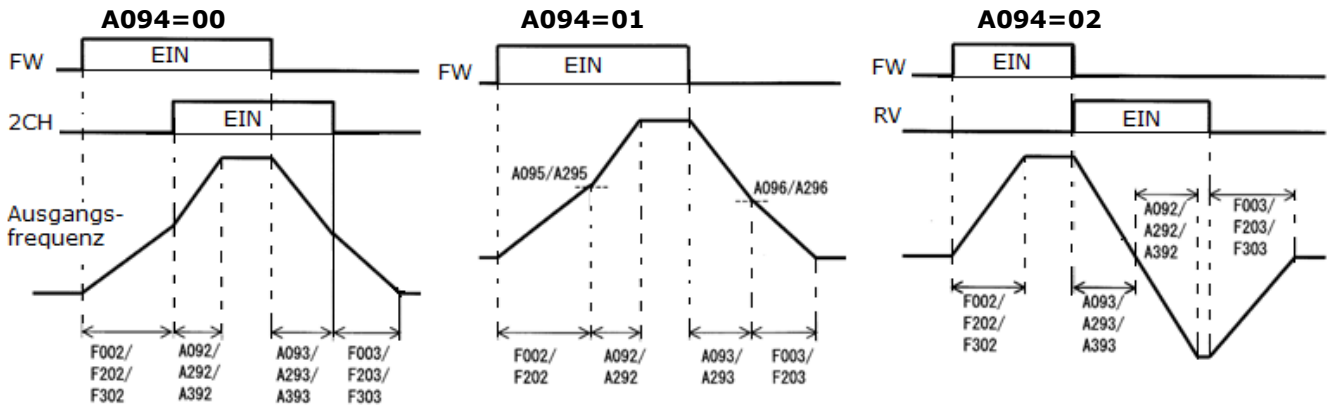 A094=00
FW
EIN
2CH
EIN
Ausgangs-
frequenz
F002/
F202/
F302
A092/
A292/
A392
A093/
A293/
A393
F003/
F203/
F303
A094=01
FW
EIN
A095/A295
A096/A296
F002/
F202
A092/
A292
A093/
A293
F003/
F203
A094=02
FW
EIN
RV
EIN
A092/
A292/
A392
F003/
F203/
F303
F002/
F202/
F302
A093/
A293/
A393